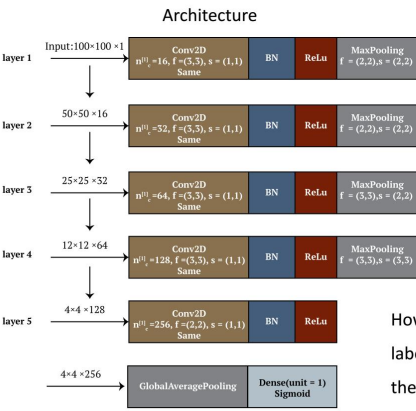 Architecture
layer 1
Input:100×100 ×1
Conv2D
n^[1]_c =16, f =(3,3), s = (1,1)
Same
BN
ReLu
MaxPooling
f = (2,2),s = (2,2)
layer 2
50×50 ×16
Conv2D
n^[1]_c =32, f =(3,3), s = (1,1)
Same
BN
ReLu
MaxPooling
f = (2,2),s = (2,2)
layer 3
25×25 ×32
Conv2D
n^[1]_c =64, f =(3,3), s = (1,1)
Same
BN
ReLu
MaxPooling
f = (3,3),s = (2,2)
layer 4
12×12 ×64
Conv2D
n^[1]_c =128, f =(3,3), s = (1,1)
Same
BN
ReLu
MaxPooling
f = (3,3),s = (3,3)
layer 5
4×4 ×128
Conv2D
n^[1]_c =256, f =(2,2), s = (1,1)
Same
BN
ReLu
4×4 ×256
GlobalAveragePooling
Dense(unit = 1)
Sigmoid
the